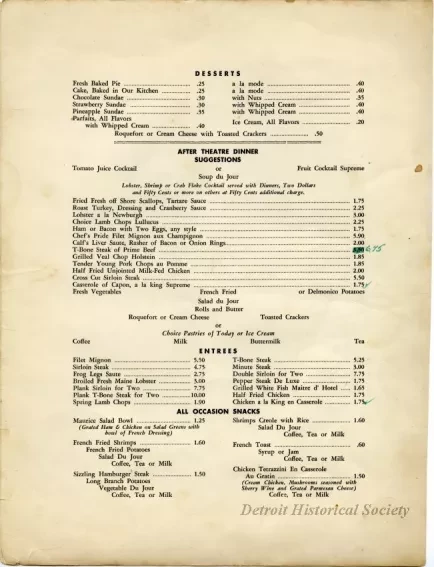 DESSERTS
Fresh Baked Pie .25 a la mode .40
Cake, Baked in Our Kitchen .25 a la mode .40
Chocolate Sundae .30 with Nuts .35
Strawberry Sundae .30 with Whipped Cream .40
Pineapple Sundae .35 with Whipped Cream .40
Parfaits, All Flavors
with Whipped Cream .40 Ice Cream, All Flavors .20
Roquefort or Cream Cheese with Toasted Crackers .50
AFTER THEATRE DINNER
SUGGESTIONS
Tomato Juice Cocktail or Fruit Cocktail Supreme
Soup du Jour
Lobster, Shrimp or Crab Flake Cocktail served with Dinners, Two Dollars
and Fifty Cents or more on others at Fifty Cents additional charge.
Fried Fresh off Shore Scallops, Tartare Sauce 1.75
Roast Turkey, Dressing and Cranberry Sauce 2.25
Lobster a la Newburgh 3.00
Choice Lamb Chops Lullucus 2.25
Ham or Bacon with Two Eggs, any style 1.75
Chef's Pride Filet Mignon aux Champignon 5.90
Calf's Liver Saute, Rasher of Bacon or Onion Rings 2.00
T-Bone Steak of Prime Beef 6.75
Grilled Veal Chop Holstein 1.85
Tender Young Pork Chops au Pomme 1.85
Half Fried Unjointed Milk-Fed Chicken 2.00
Cross Cut Sirloin Steak 5.50
Casserole of Capon, a la king Supreme 1.75
Fresh Vegetables French Fried or Delmonico Potatoes
Salad du Jour
Rolls and Butter
Roquefort or Cream Cheese Toasted Crackers
or
Choice Pastries of Today or Ice Cream
Coffee Milk Buttermilk Tea
ENTREES
Filet Mignon 5.50 T-Bone Steak 5.25
Sirloin Steak 4.75 Minute Steak 3.00
Frog Legs Saute 2.75 Double Sirloin for Two 7.75
Broiled Fresh Maine Lobster 3.00 Pepper Steak De Luxe 1.75
Plank Sirloin for Two 7.75 Grilled White Fish Maitre d' Hotel 1.65
Plank T-Bone Steak for Two 10.00 Half Fried Chicken 1.75
Spring Lamb Chops 1.90 Chicken a la King en Casserole 1.75
ALL OCCASION SNACKS
Maurice Salad Bowl 1.25
(Grated Ham & Chicken on Salad Greens with
bowl of French Dressing)
French Fried Shrimps 1.60
French Fried Potatoes
Salad Du Jour
Coffee, Tea or Milk
Sizzling Hamburger Steak 1.50
Long Branch Potatoes
Vegetable Du Jour
Coffee, Tea or Milk
Shrimps Creole with Rice 1.60
Salad Du Jour
Coffee, Tea or Milk
French Toast .60
Syrup or Jam
Coffee, Tea or Milk
Chicken Tetrazzini En Casserole
Au Gratin 1.50
(Cream Chicken, Mushrooms seasoned with
Sherry Wine and Grated Parmesan Cheese)
Coffee, Tea or Milk
Detroit Historical Society